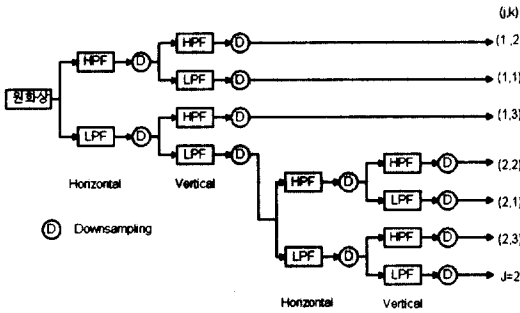 (j,k)
HPF D (1,2
HPF D
LPF D (1,1)
원화상
HPF D (1,3)
LPF D
LPF D
HPF D (2,2)
Horizontal Vertical
HPF D
LPF D (2,1)
D Downsampling
HPF D (2,3)
LPF D
LPF D J=2
Horizontal Vertical